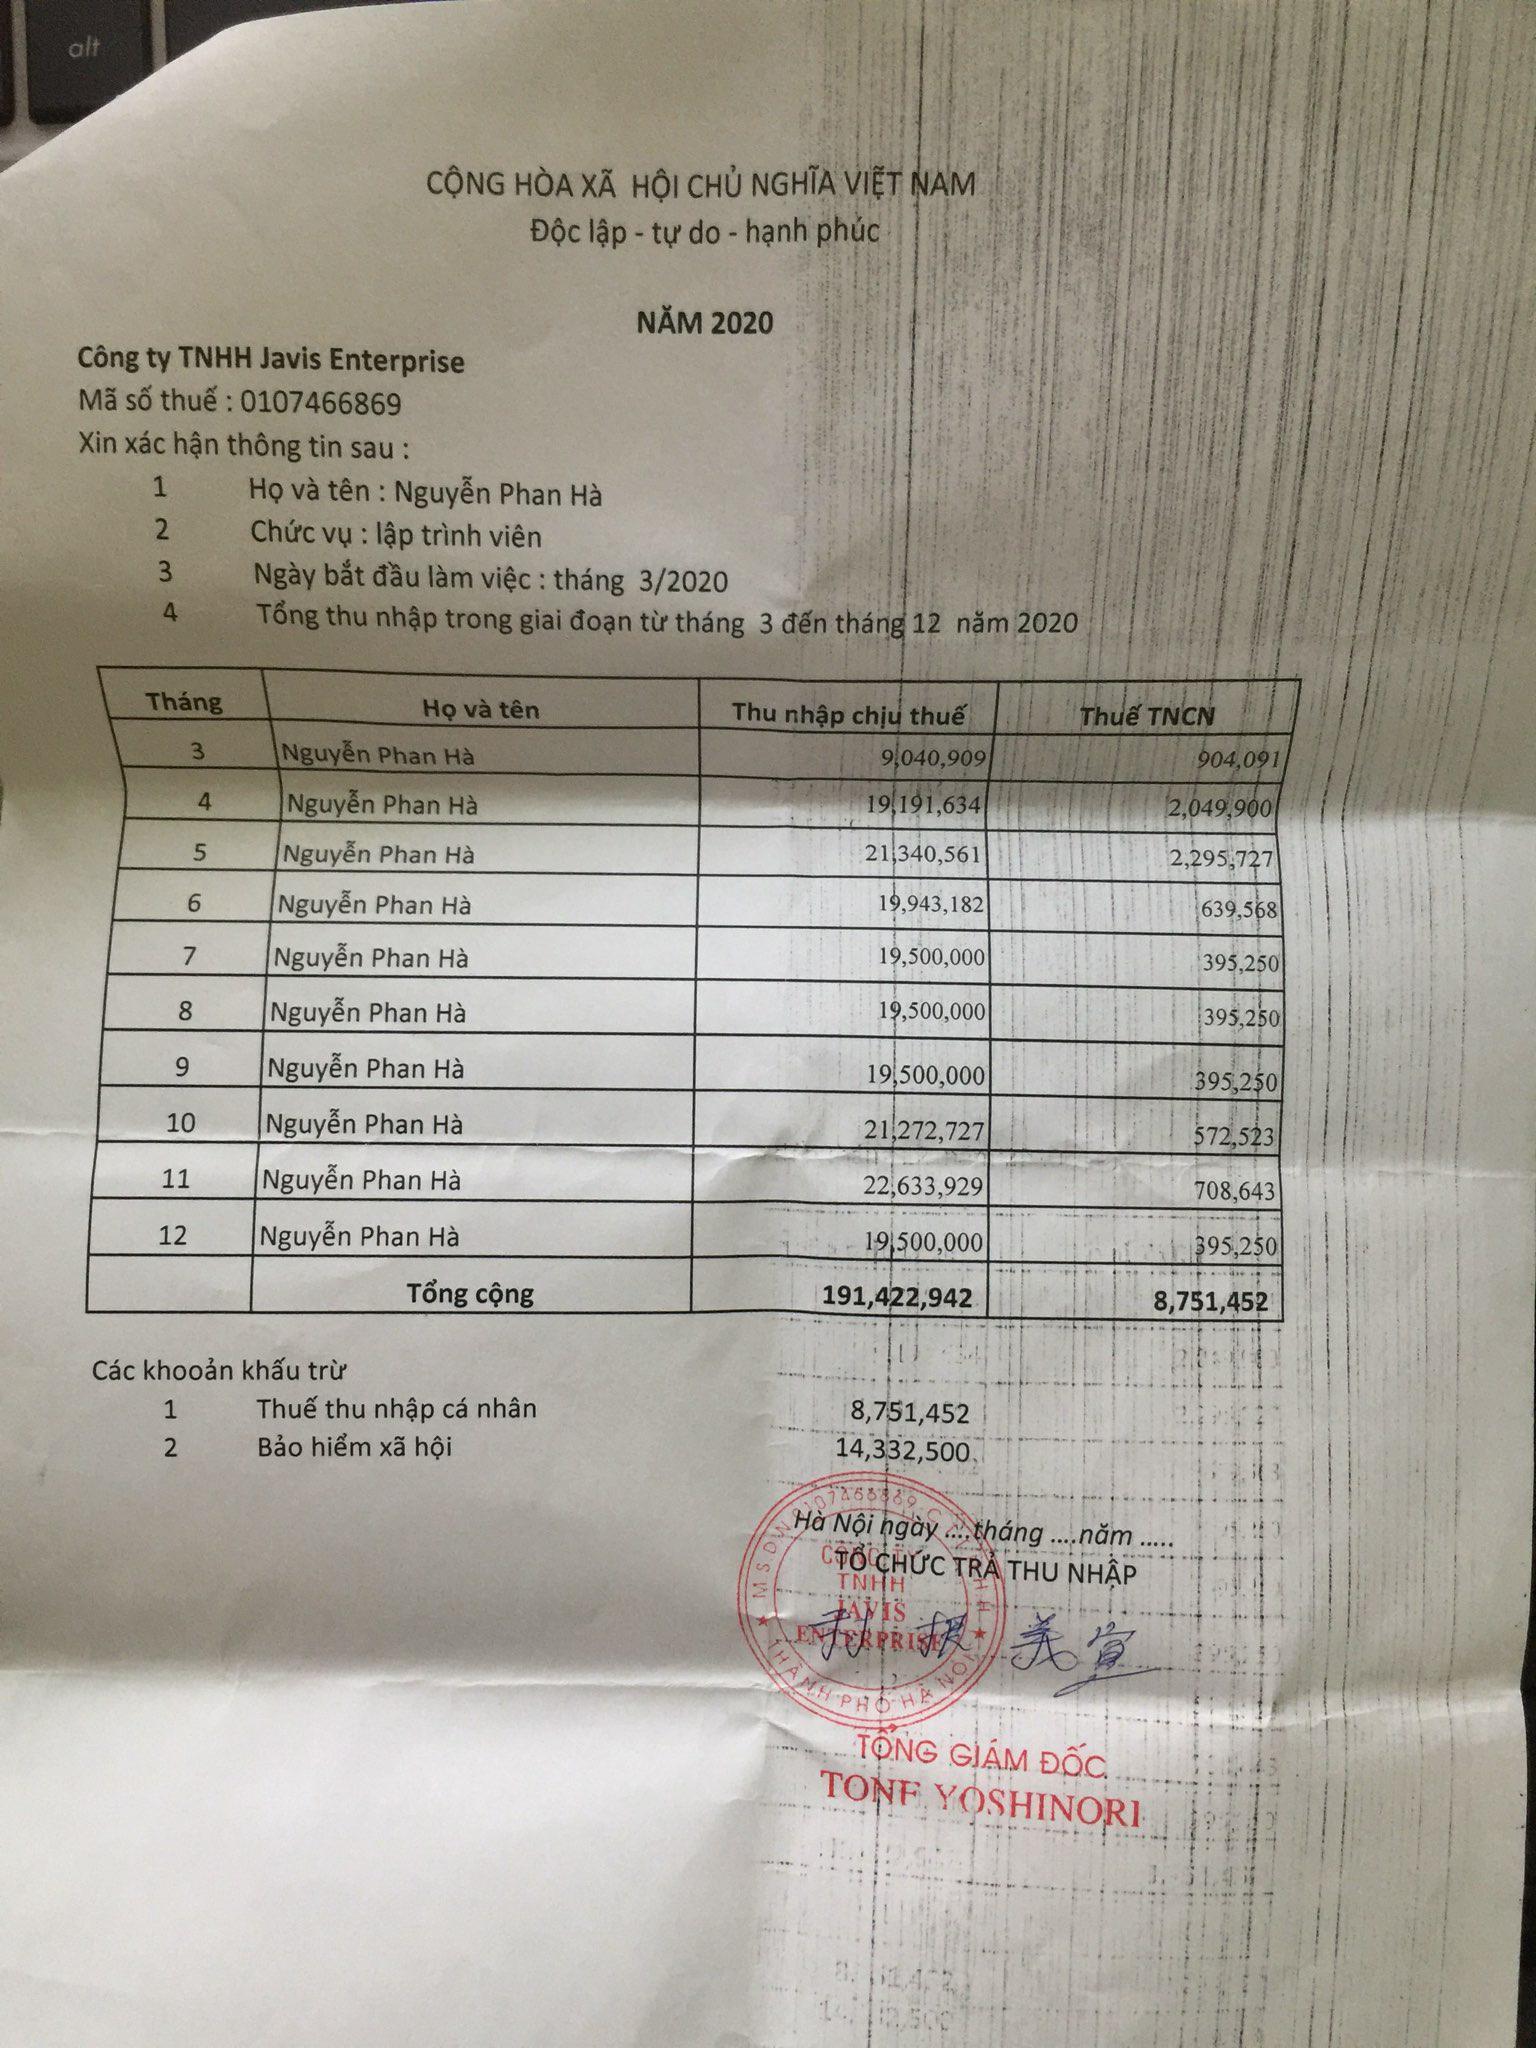 alt
CỘNG HÒA XÃ HỘI CHỦ NGHĨA VIỆT NAM
Độc lập - tự do - hạnh phúc
NĂM 2020
Công ty TNHH Javis Enterprise
Mã số thuế : 0107466869
Xin xác hận thông tin sau :
1 Họ và tên : Nguyễn Phan Hà
2 Chức vụ : lập trình viên
3 Ngày bắt đầu làm việc : tháng 3/2020
4 Tổng thu nhập trong giai đoạn từ tháng 3 đến tháng 12 năm 2020
Tháng Họ và tên Thu nhập chịu thuế Thuế TNCN
3 Nguyễn Phan Hà 9,040,909 904,091
4 Nguyễn Phan Hà 19,191,634 2,049,900
5 Nguyễn Phan Hà 21,340,561 2,295,727
6 Nguyễn Phan Hà 19,943,182 639,568
7 Nguyễn Phan Hà 19,500,000 395,250
8 Nguyễn Phan Hà 19,500,000 395,250
9 Nguyễn Phan Hà 19,500,000 395,250
10 Nguyễn Phan Hà 21,272,727 572,523
11 Nguyễn Phan Hà 22,633,929 708,643
12 Nguyễn Phan Hà 19,500,000 395,250
Tổng cộng 191,422,942 8,751,452
Các khooản khấu trừ
1 Thuế thu nhập cá nhân 8,751,452
2 Bảo hiểm xã hội 14,332,500
Hà Nội ngày ....tháng ....năm .....
TỔ CHỨC TRẢ THU NHẬP
M.S.D.N 0107466869
CÔNG TY
TNHH
JAVIS
ENTERPRISE
THÀNH PHỐ HÀ NỘI
TỔNG GIÁM ĐỐC
TONE YOSHINORI